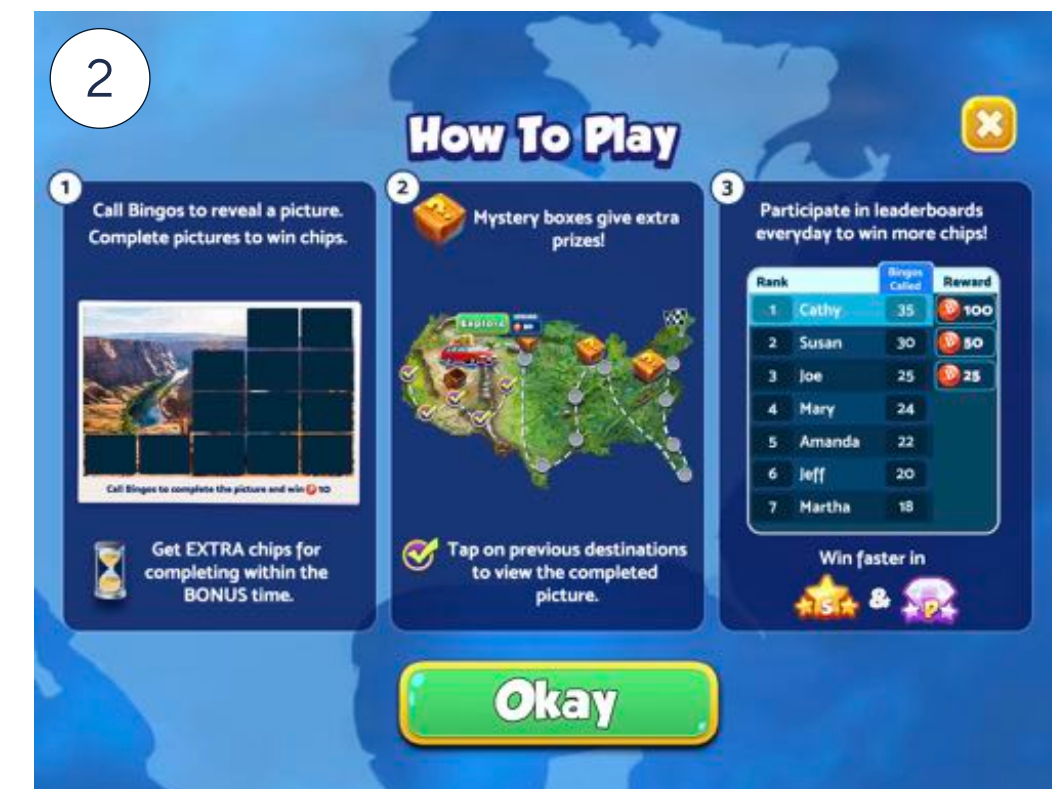 2
How To Play
1
Call Bingos to reveal a picture.
Complete pictures to win chips.
Call Bingos to complete the picture and win 10
Get EXTRA chips for
completing within the
BONUS time.
2
Mystery boxes give extra
prizes!
Explore
Tap on previous destinations
to view the completed
picture.
3
Participate in leaderboards
everyday to win more chips!
Rank Bingos Called Reward
1 Cathy 35 100
2 Susan 30 50
3 Joe 25 25
4 Mary 24
5 Amanda 22
6 Jeff 20
7 Martha 18
Win faster in
S & P
Okay